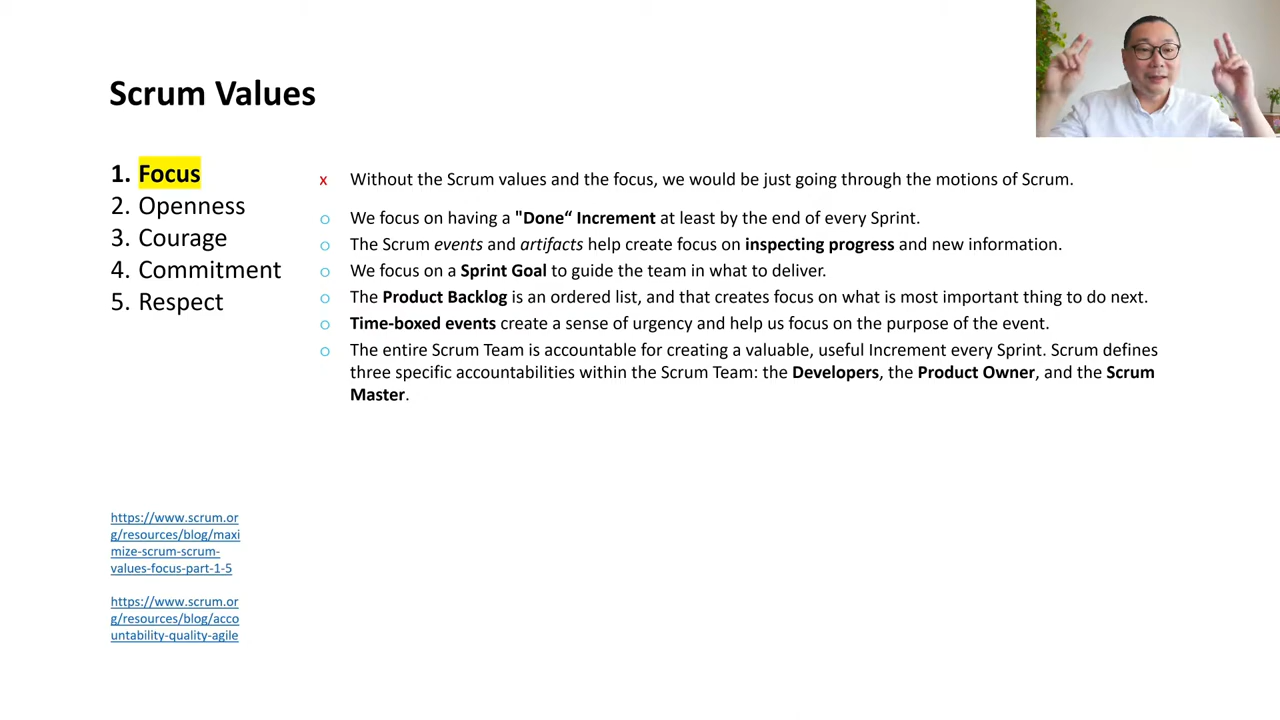 Scrum Values
1. Focus
2. Openness
3. Courage
4. Commitment
5. Respect
x Without the Scrum values and the focus, we would be just going through the motions of Scrum.
o We focus on having a "Done“ Increment at least by the end of every Sprint.
o The Scrum events and artifacts help create focus on inspecting progress and new information.
o We focus on a Sprint Goal to guide the team in what to deliver.
o The Product Backlog is an ordered list, and that creates focus on what is most important thing to do next.
o Time-boxed events create a sense of urgency and help us focus on the purpose of the event.
o The entire Scrum Team is accountable for creating a valuable, useful Increment every Sprint. Scrum defines
three specific accountabilities within the Scrum Team: the Developers, the Product Owner, and the Scrum
Master.
https://www.scrum.or
g/resources/blog/maxi
mize-scrum-scrum-
values-focus-part-1-5
https://www.scrum.or
g/resources/blog/acco
untability-quality-agile